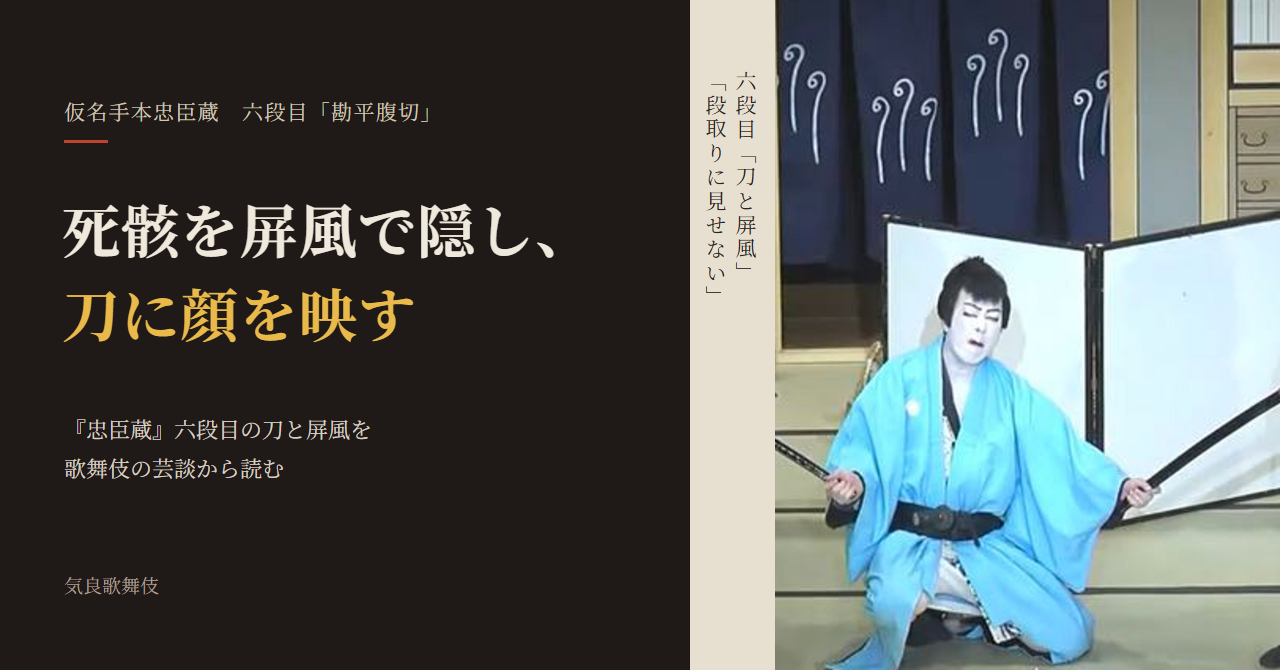 仮名手本忠臣蔵　六段目「勘平腹切」
死骸を屏風で隠し、
刀に顔を映す
『忠臣蔵』六段目の刀と屏風を
歌舞伎の芸談から読む
気良歌舞伎
六段目「刀と屏風」
「段取りに見せない」